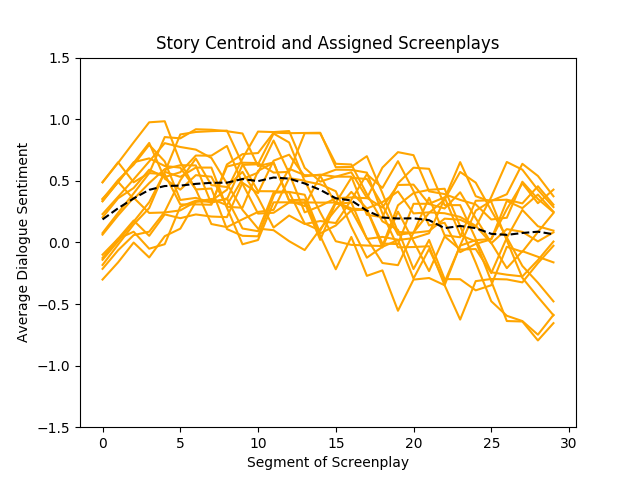 Story Centroid and Assigned Screenplays
1.5
1.0
0.5
0.0
−0.5
−1.0
−1.5
Average Dialogue Sentiment
0 5 10 15 20 25 30
Segment of Screenplay